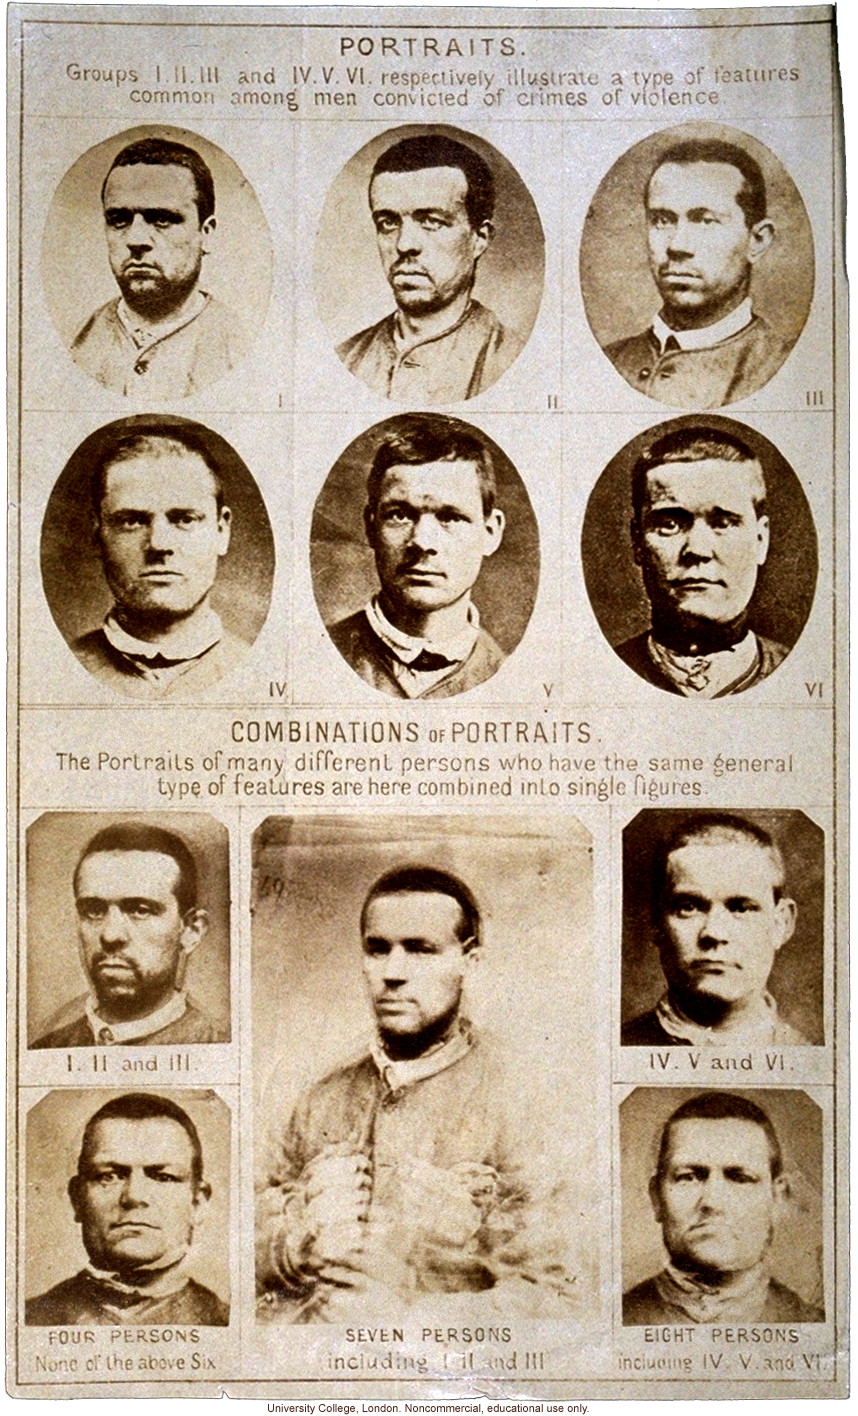 PORTRAITS.
Groups I. II. III and IV. V. VI. respectively illustrate a type of features
common among men convicted of crimes of violence.
I
II
III
IV
V
VI
COMBINATIONS OF PORTRAITS.
The Portraits of many different persons who have the same general
type of features are here combined into single figures.
I. II and III.
IV. V and VI.
FOUR PERSONS
None of the above Six
SEVEN PERSONS
including I II and III
EIGHT PERSONS
including IV. V. and VI.
University College, London. Noncommercial, educational use only.